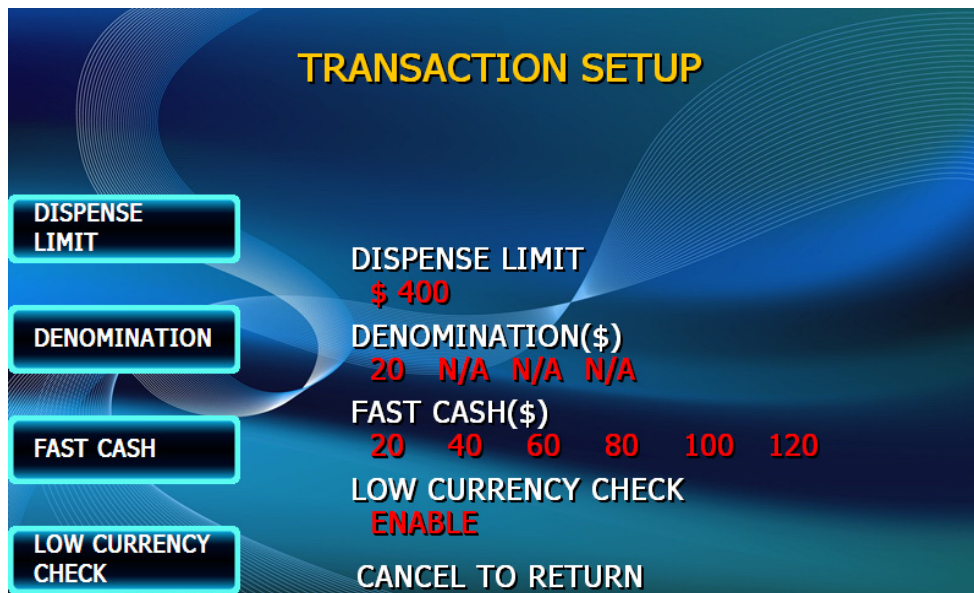 TRANSACTION SETUP
DISPENSE
LIMIT
DENOMINATION
FAST CASH
LOW CURRENCY
CHECK
DISPENSE LIMIT
$ 400
DENOMINATION($)
20 N/A N/A N/A
FAST CASH($)
20 40 60 80 100 120
LOW CURRENCY CHECK
ENABLE
CANCEL TO RETURN